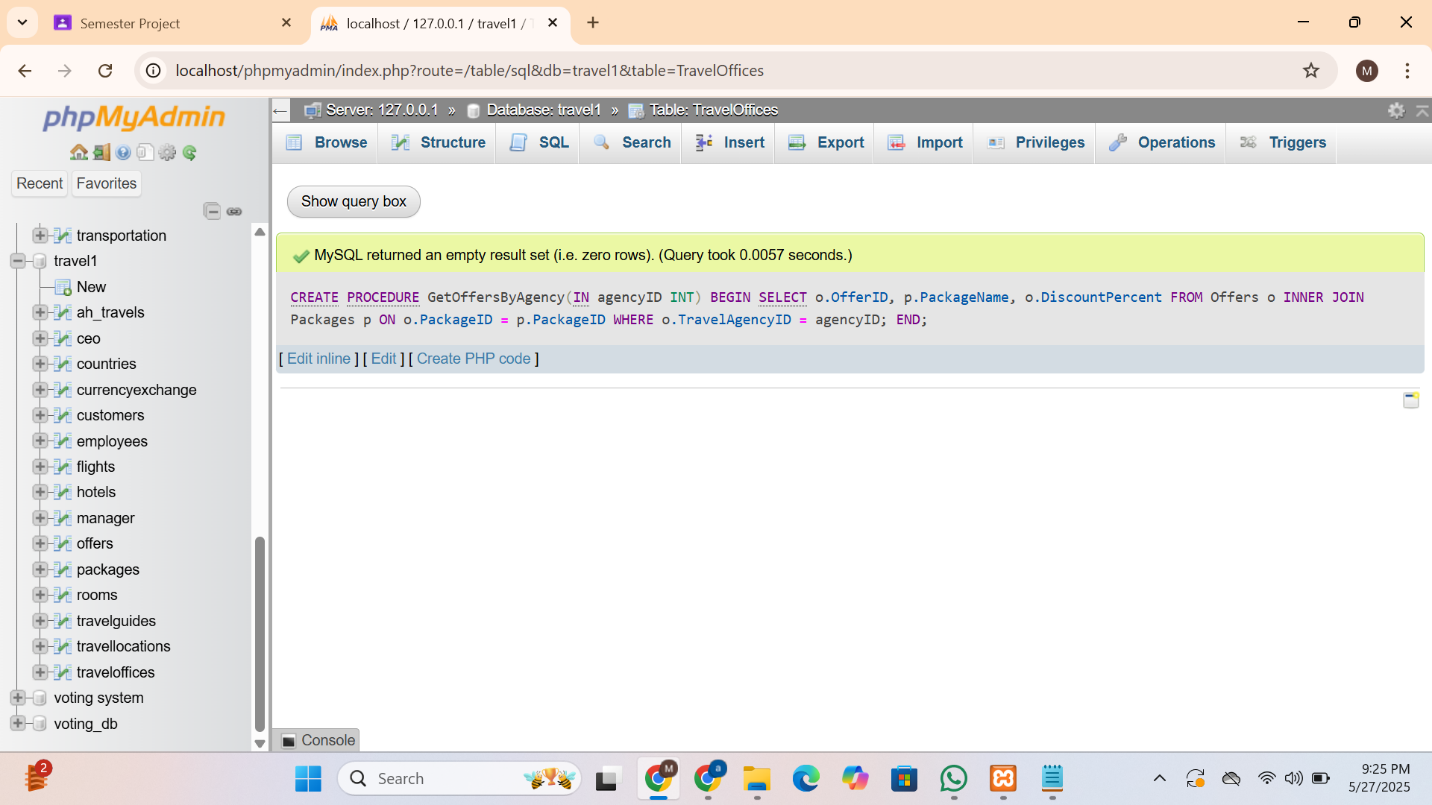 Semester Project
localhost / 127.0.0.1 / travel1 / T
localhost/phpmyadmin/index.php?route=/table/sql&db=travel1&table=TravelOffices
M
phpMyAdmin
Recent
Favorites
transportation
travel1
New
ah_travels
ceo
countries
currencyexchange
customers
employees
flights
hotels
manager
offers
packages
rooms
travelguides
travellocations
traveloffices
voting system
voting_db
Server: 127.0.0.1 » Database: travel1 » Table: TravelOffices
Browse Structure SQL Search Insert Export Import Privileges Operations Triggers
Show query box
MySQL returned an empty result set (i.e. zero rows). (Query took 0.0057 seconds.)
CREATE PROCEDURE GetOffersByAgency(IN agencyID INT) BEGIN SELECT o.OfferID, p.PackageName, o.DiscountPercent FROM Offers o INNER JOIN
Packages p ON o.PackageID = p.PackageID WHERE o.TravelAgencyID = agencyID; END;
[ Edit inline ] [ Edit ] [ Create PHP code ]
Console
2
Search
M
a
9:25 PM
5/27/2025